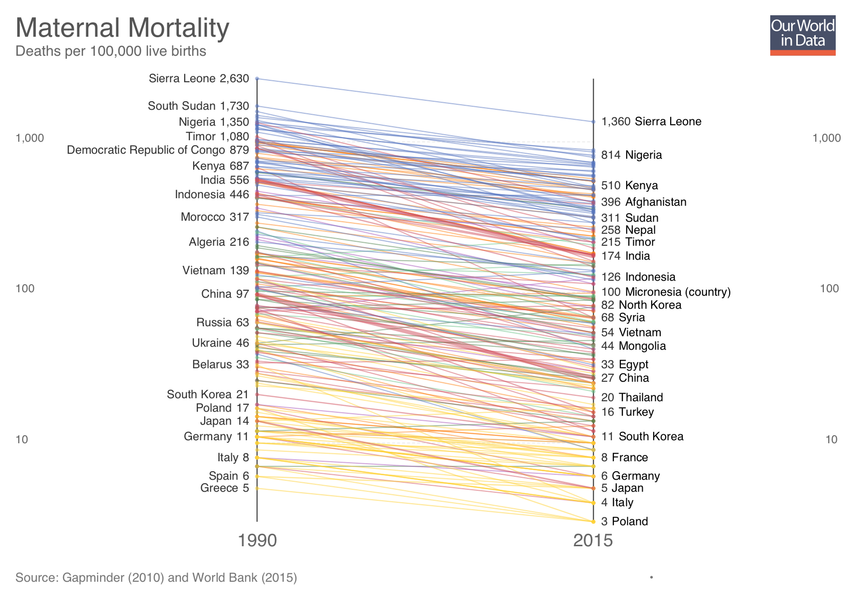 Maternal Mortality
Deaths per 100,000 live births
Our World
in Data
Sierra Leone 2,630
South Sudan 1,730
Nigeria 1,350
Timor 1,080
Democratic Republic of Congo 879
Kenya 687
India 556
Indonesia 446
Morocco 317
Algeria 216
Vietnam 139
China 97
Russia 63
Ukraine 46
Belarus 33
South Korea 21
Poland 17
Japan 14
Germany 11
Italy 8
Spain 6
Greece 5
1,000
100
10
1,360 Sierra Leone
814 Nigeria
510 Kenya
396 Afghanistan
311 Sudan
258 Nepal
215 Timor
174 India
126 Indonesia
100 Micronesia (country)
82 North Korea
68 Syria
54 Vietnam
44 Mongolia
33 Egypt
27 China
20 Thailand
16 Turkey
11 South Korea
8 France
6 Germany
5 Japan
4 Italy
3 Poland
1,000
100
10
1990
2015
Source: Gapminder (2010) and World Bank (2015)